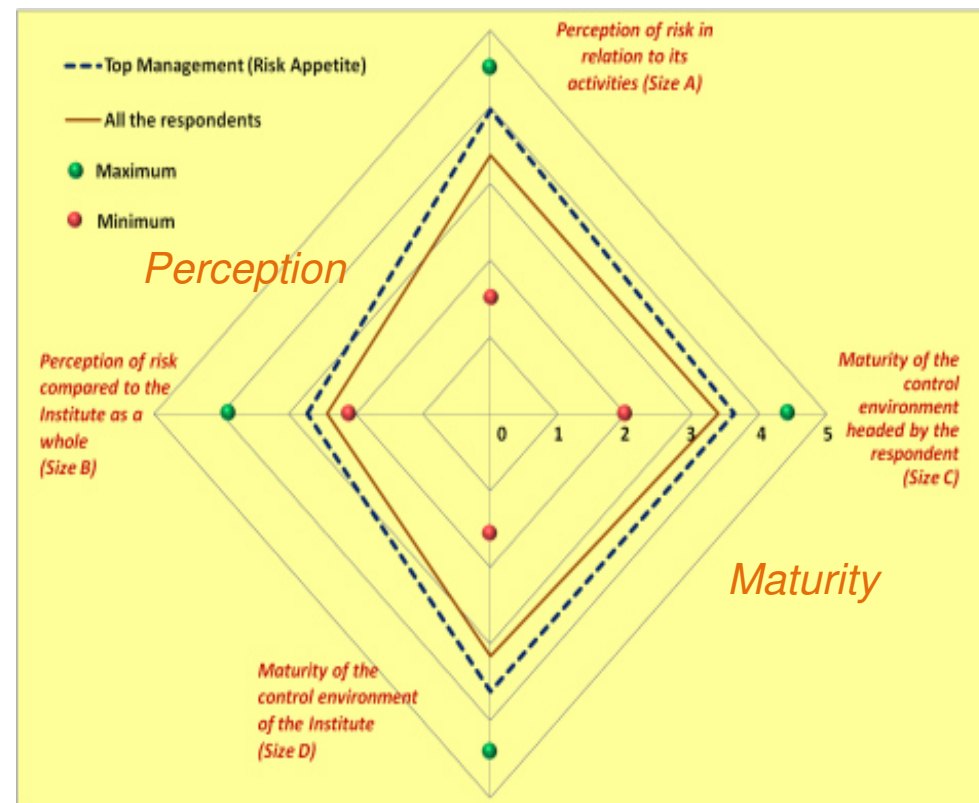 Top Management (Risk Appetite)
All the respondents
Maximum
Minimum
Perception of risk in
relation to its
activities (Size A)
Perception
Perception of risk
compared to the
Institute as a
whole
(Size B)
Maturity of the
control
environment
headed by the
respondent
(Size C)
0 1 2 3 4 5
Maturity
Maturity of the
control environment
of the Institute
(Size D)